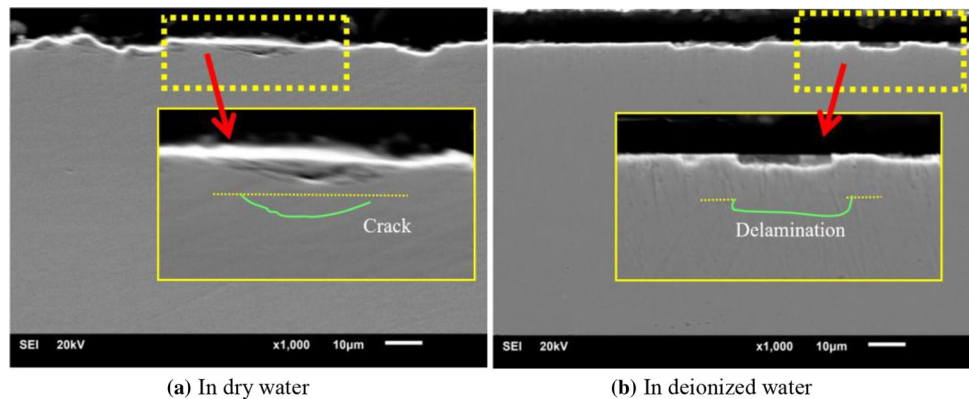 Crack
SEI 20kV x1,000 10μm
Delamination
SEI 20kV x1,000 10μm
(a) In dry water
(b) In deionized water